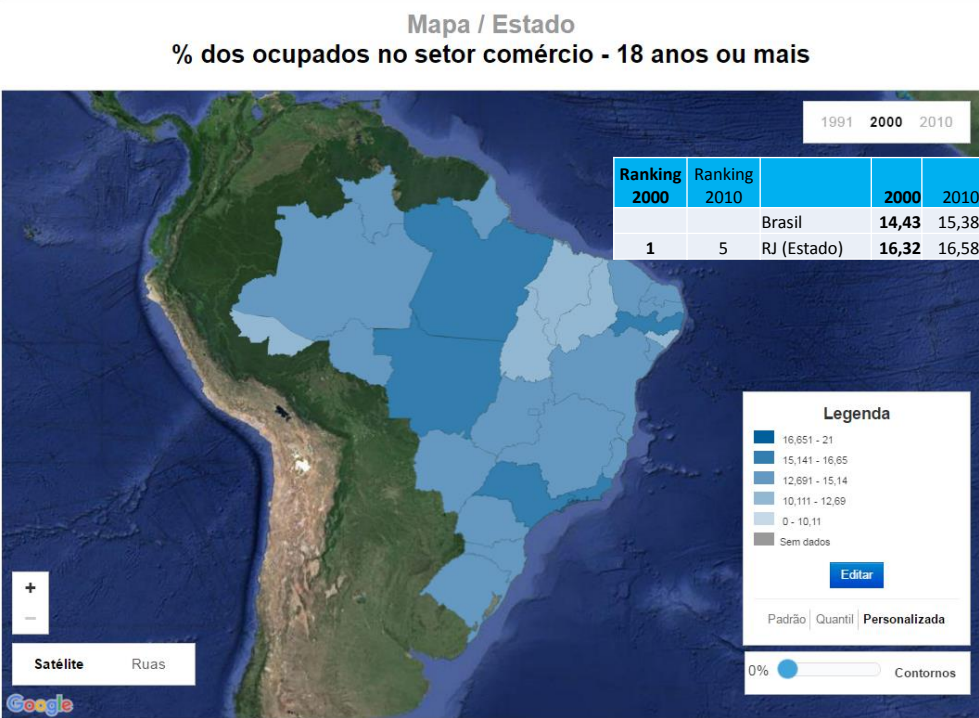 Mapa / Estado
% dos ocupados no setor comércio - 18 anos ou mais
1991 2000 2010
Ranking 2000 Ranking 2010 2000 2010
Brasil 14,43 15,38
1 5 RJ (Estado) 16,32 16,58
Legenda
16,651 - 21
15,141 - 16,65
12,691 - 15,14
10,111 - 12,69
0 - 10,11
Sem dados
Editar
Padrão Quantil Personalizada
+
−
Satélite Ruas
0% Contornos
Google